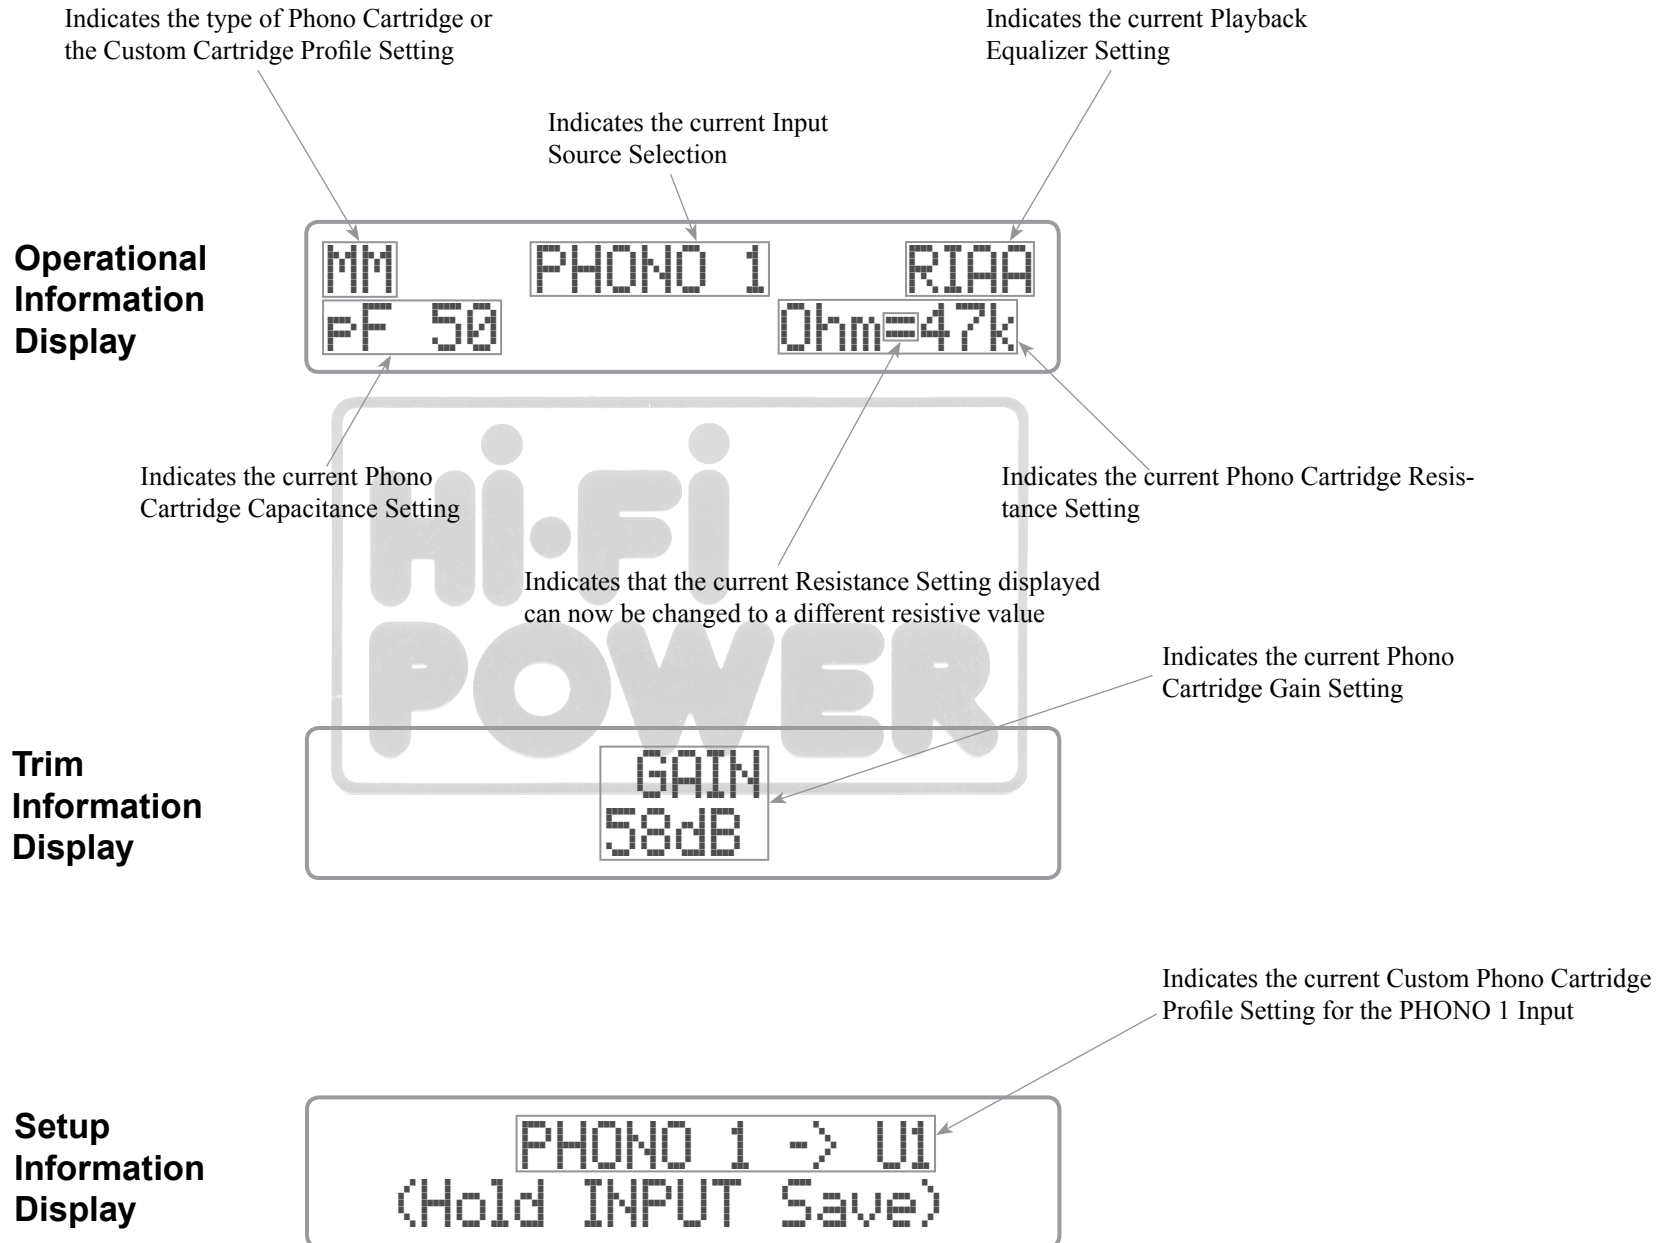 Indicates the type of Phono Cartridge or
the Custom Cartridge Profile Setting
Indicates the current Playback
Equalizer Setting
Indicates the current Input
Source Selection
Operational
Information
Display
MM PHONO 1 RIAA
pF 50 Ohm=47k
Hi-Fi
POWER
Indicates the current Phono
Cartridge Capacitance Setting
Indicates the current Phono Cartridge Resis-
tance Setting
Indicates that the current Resistance Setting displayed
can now be changed to a different resistive value
Indicates the current Phono
Cartridge Gain Setting
Trim
Information
Display
GAIN
58dB
Indicates the current Custom Phono Cartridge
Profile Setting for the PHONO 1 Input
Setup
Information
Display
PHONO 1 -> U1
(Hold INPUT Save)